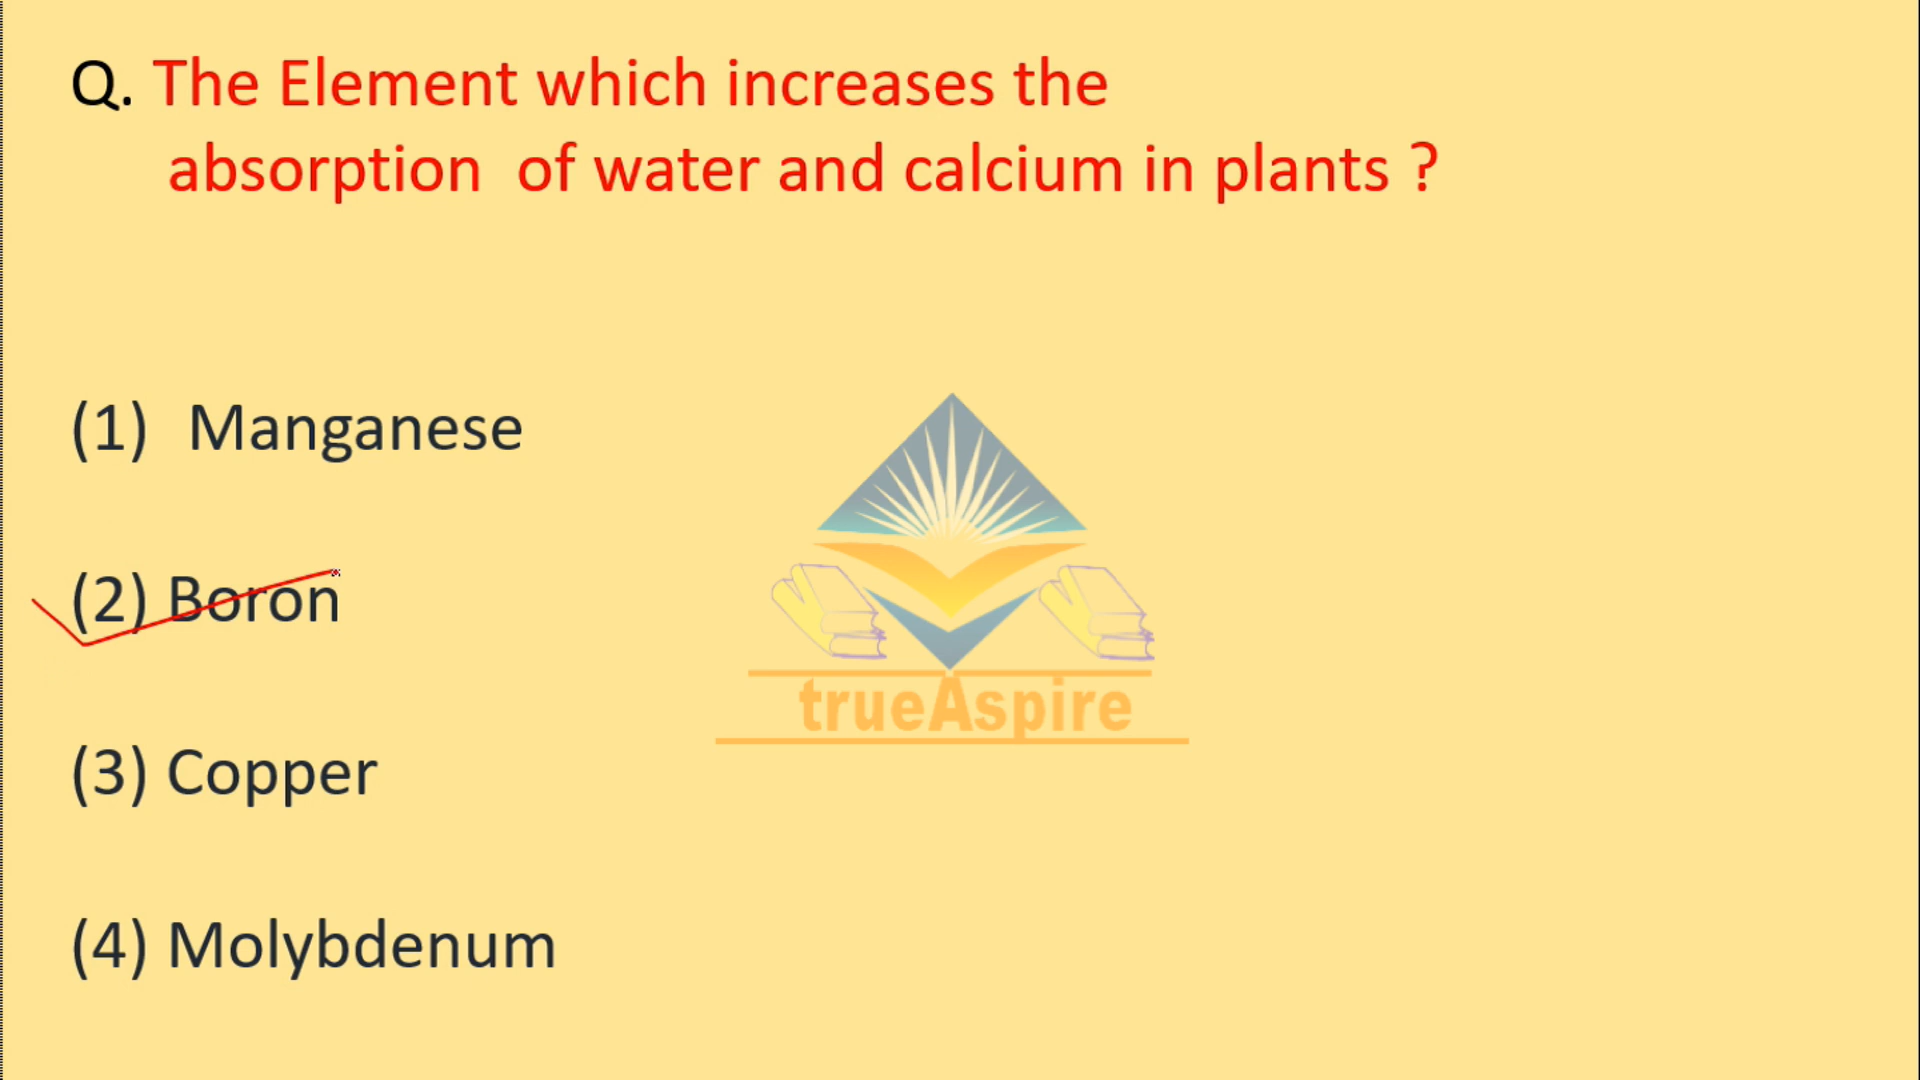 Q. The Element which increases the
absorption of water and calcium in plants ?
(1) Manganese
(2) Boron
(3) Copper
(4) Molybdenum
trueAspire